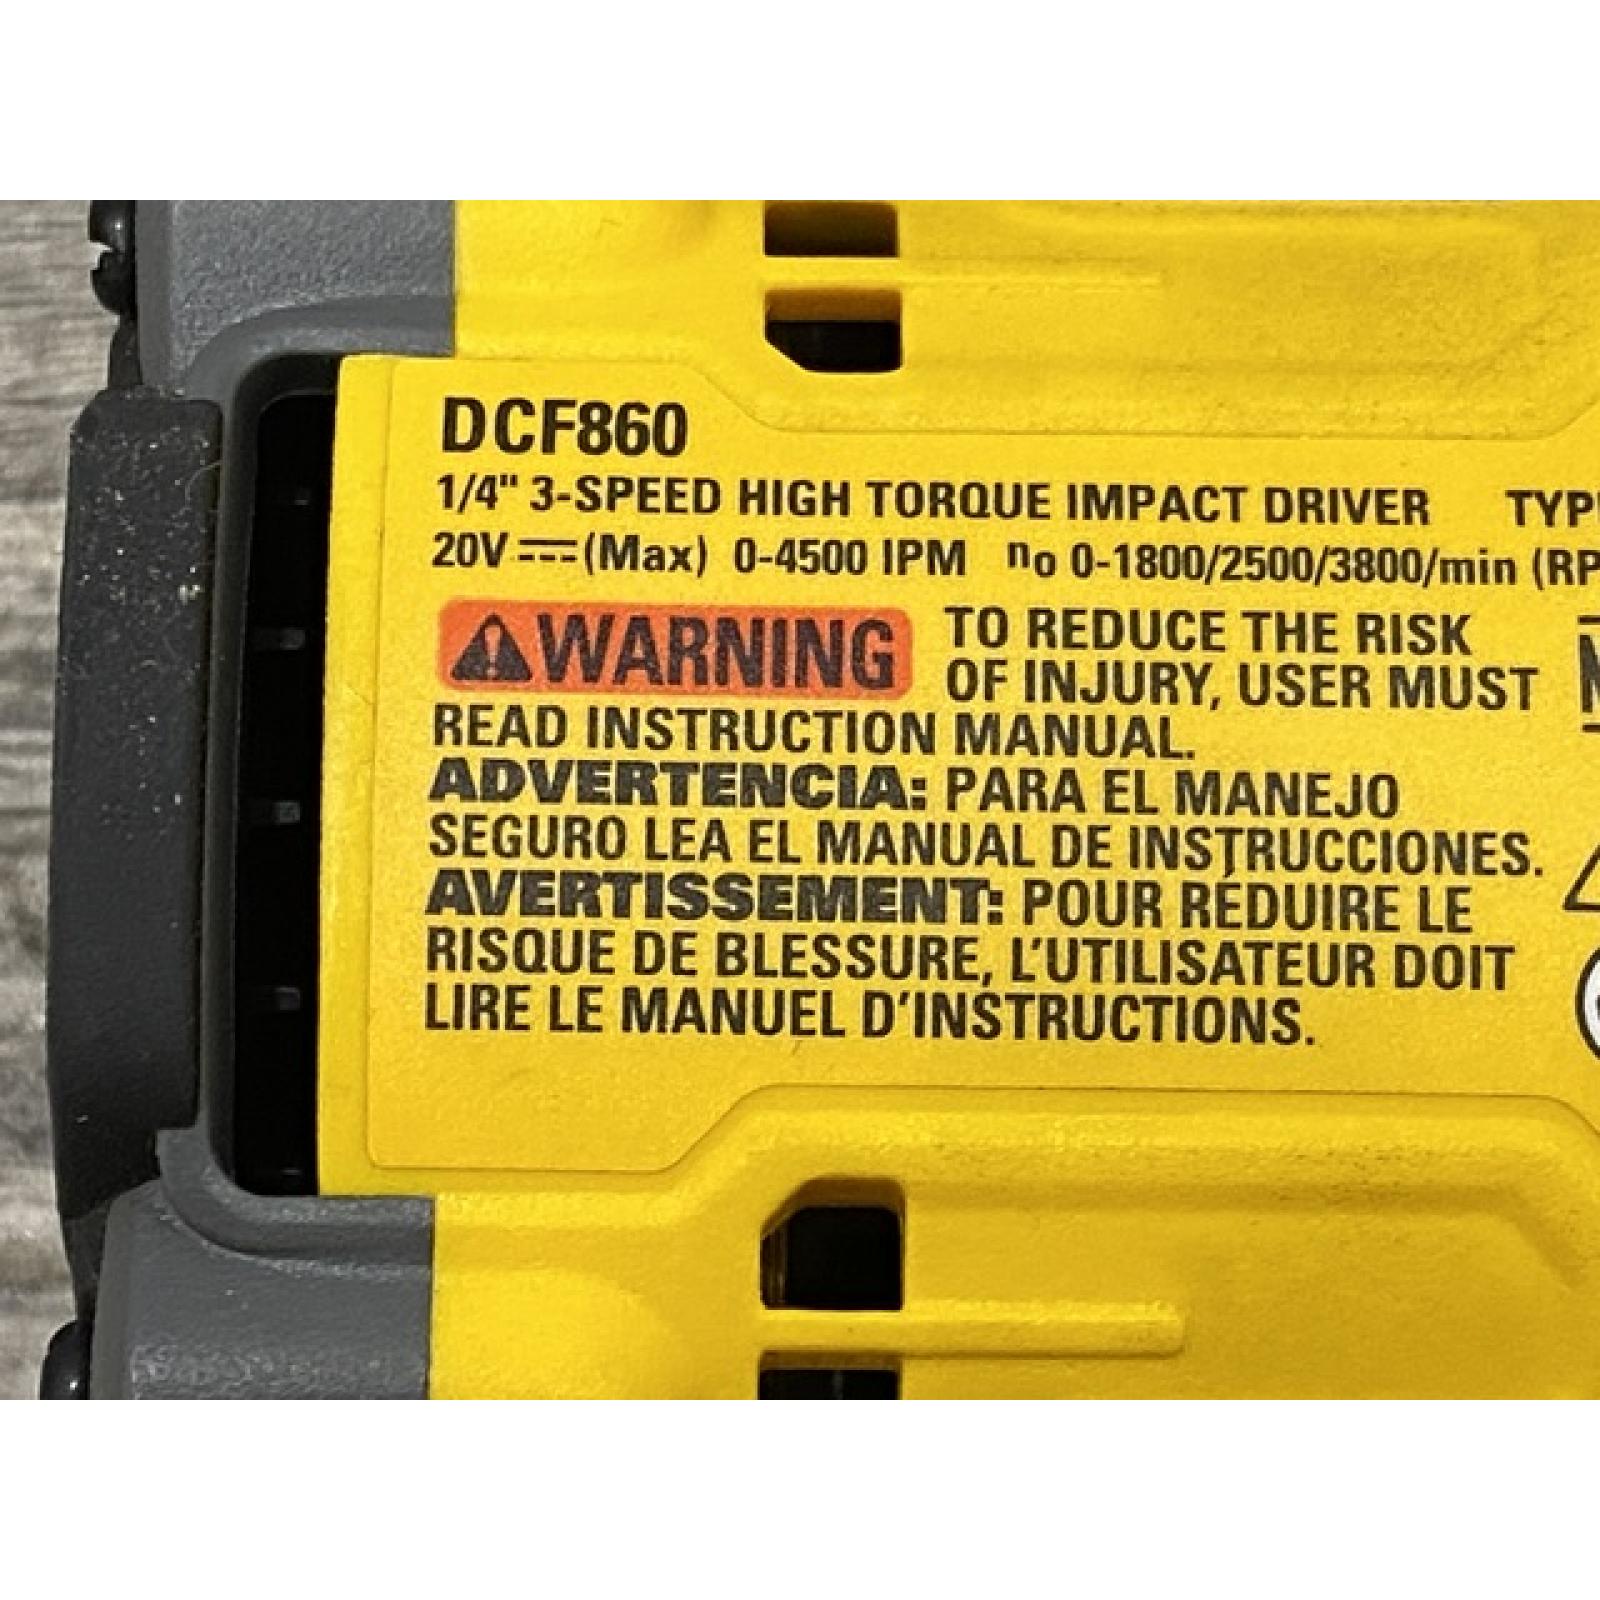 DCF860
1/4" 3-SPEED HIGH TORQUE IMPACT DRIVER
20V (Max) 0-4500 IPM no 0-1800/2500/3800/min
WARNING TO REDUCE THE RISK
OF INJURY, USER MUST
READ INSTRUCTION MANUAL.
ADVERTENCIA: PARA EL MANEJO
SEGURO LEA EL MANUAL DE INSTRUCCIONES.
AVERTISSEMENT: POUR RÉDUIRE LE
RISQUE DE BLESSURE, L'UTILISATEUR DOIT
LIRE LE MANUEL D'INSTRUCTIONS.